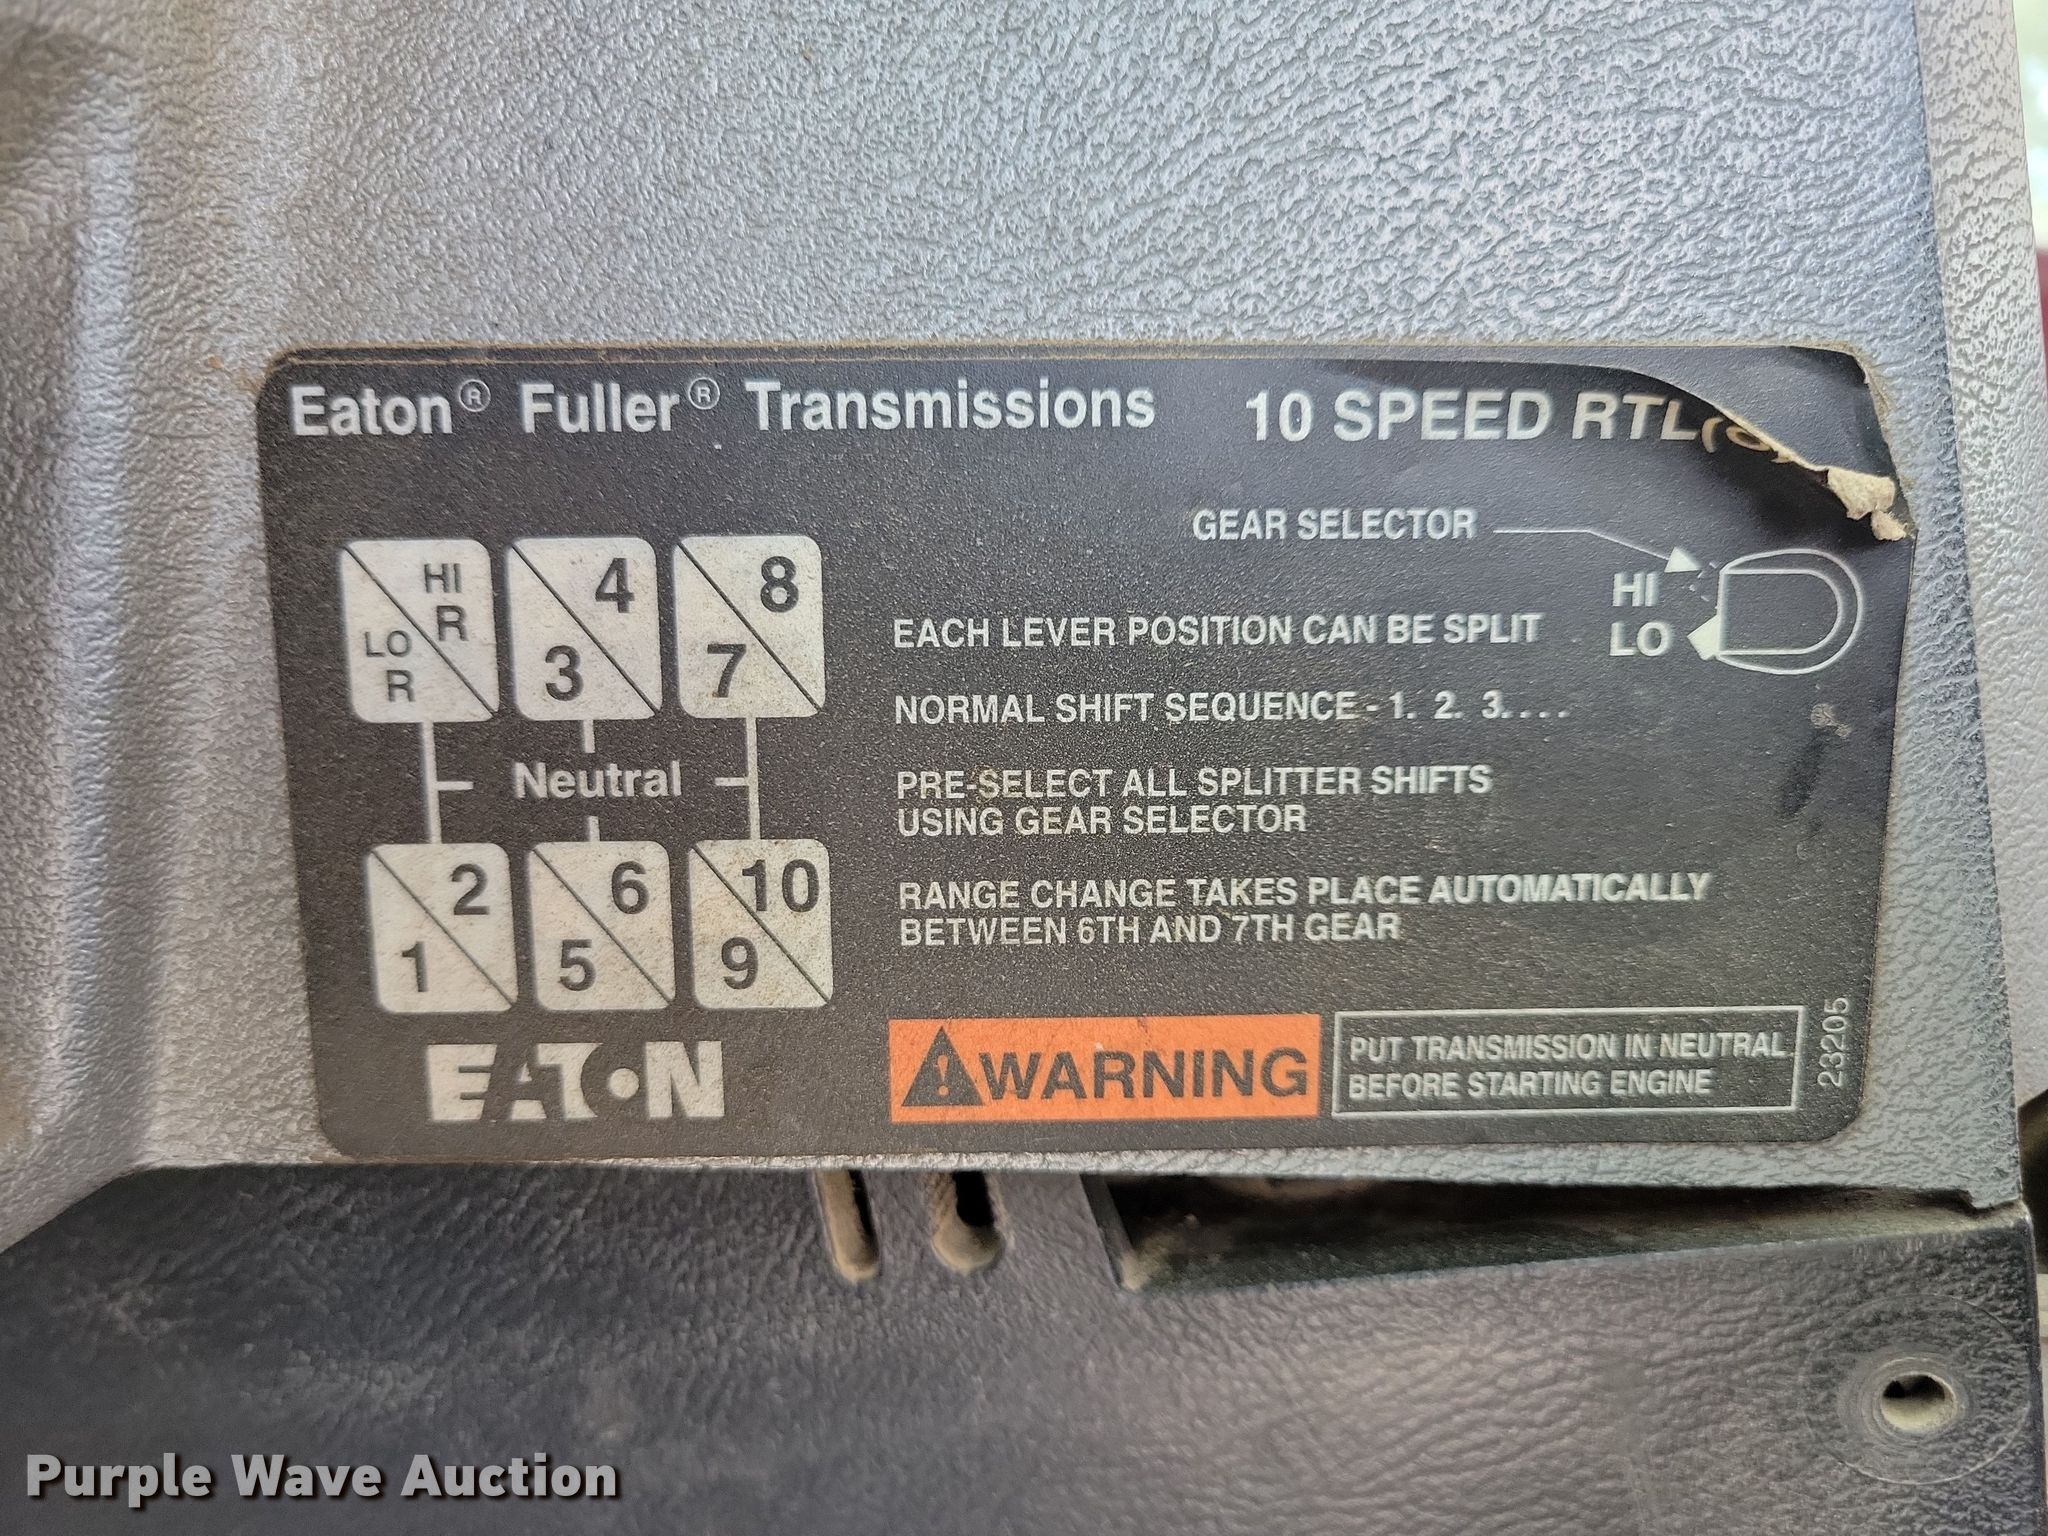 Eaton® Fuller® Transmissions 10 SPEED RTL
GEAR SELECTOR
HI
LO
HI
R
LO
R
4
3
8
7
Neutral
2
1
6
5
10
9
EACH LEVER POSITION CAN BE SPLIT
NORMAL SHIFT SEQUENCE - 1. 2. 3. . . .
PRE-SELECT ALL SPLITTER SHIFTS
USING GEAR SELECTOR
RANGE CHANGE TAKES PLACE AUTOMATICALLY
BETWEEN 6TH AND 7TH GEAR
EATON
! WARNING
PUT TRANSMISSION IN NEUTRAL
BEFORE STARTING ENGINE
23205
Purple Wave Auction